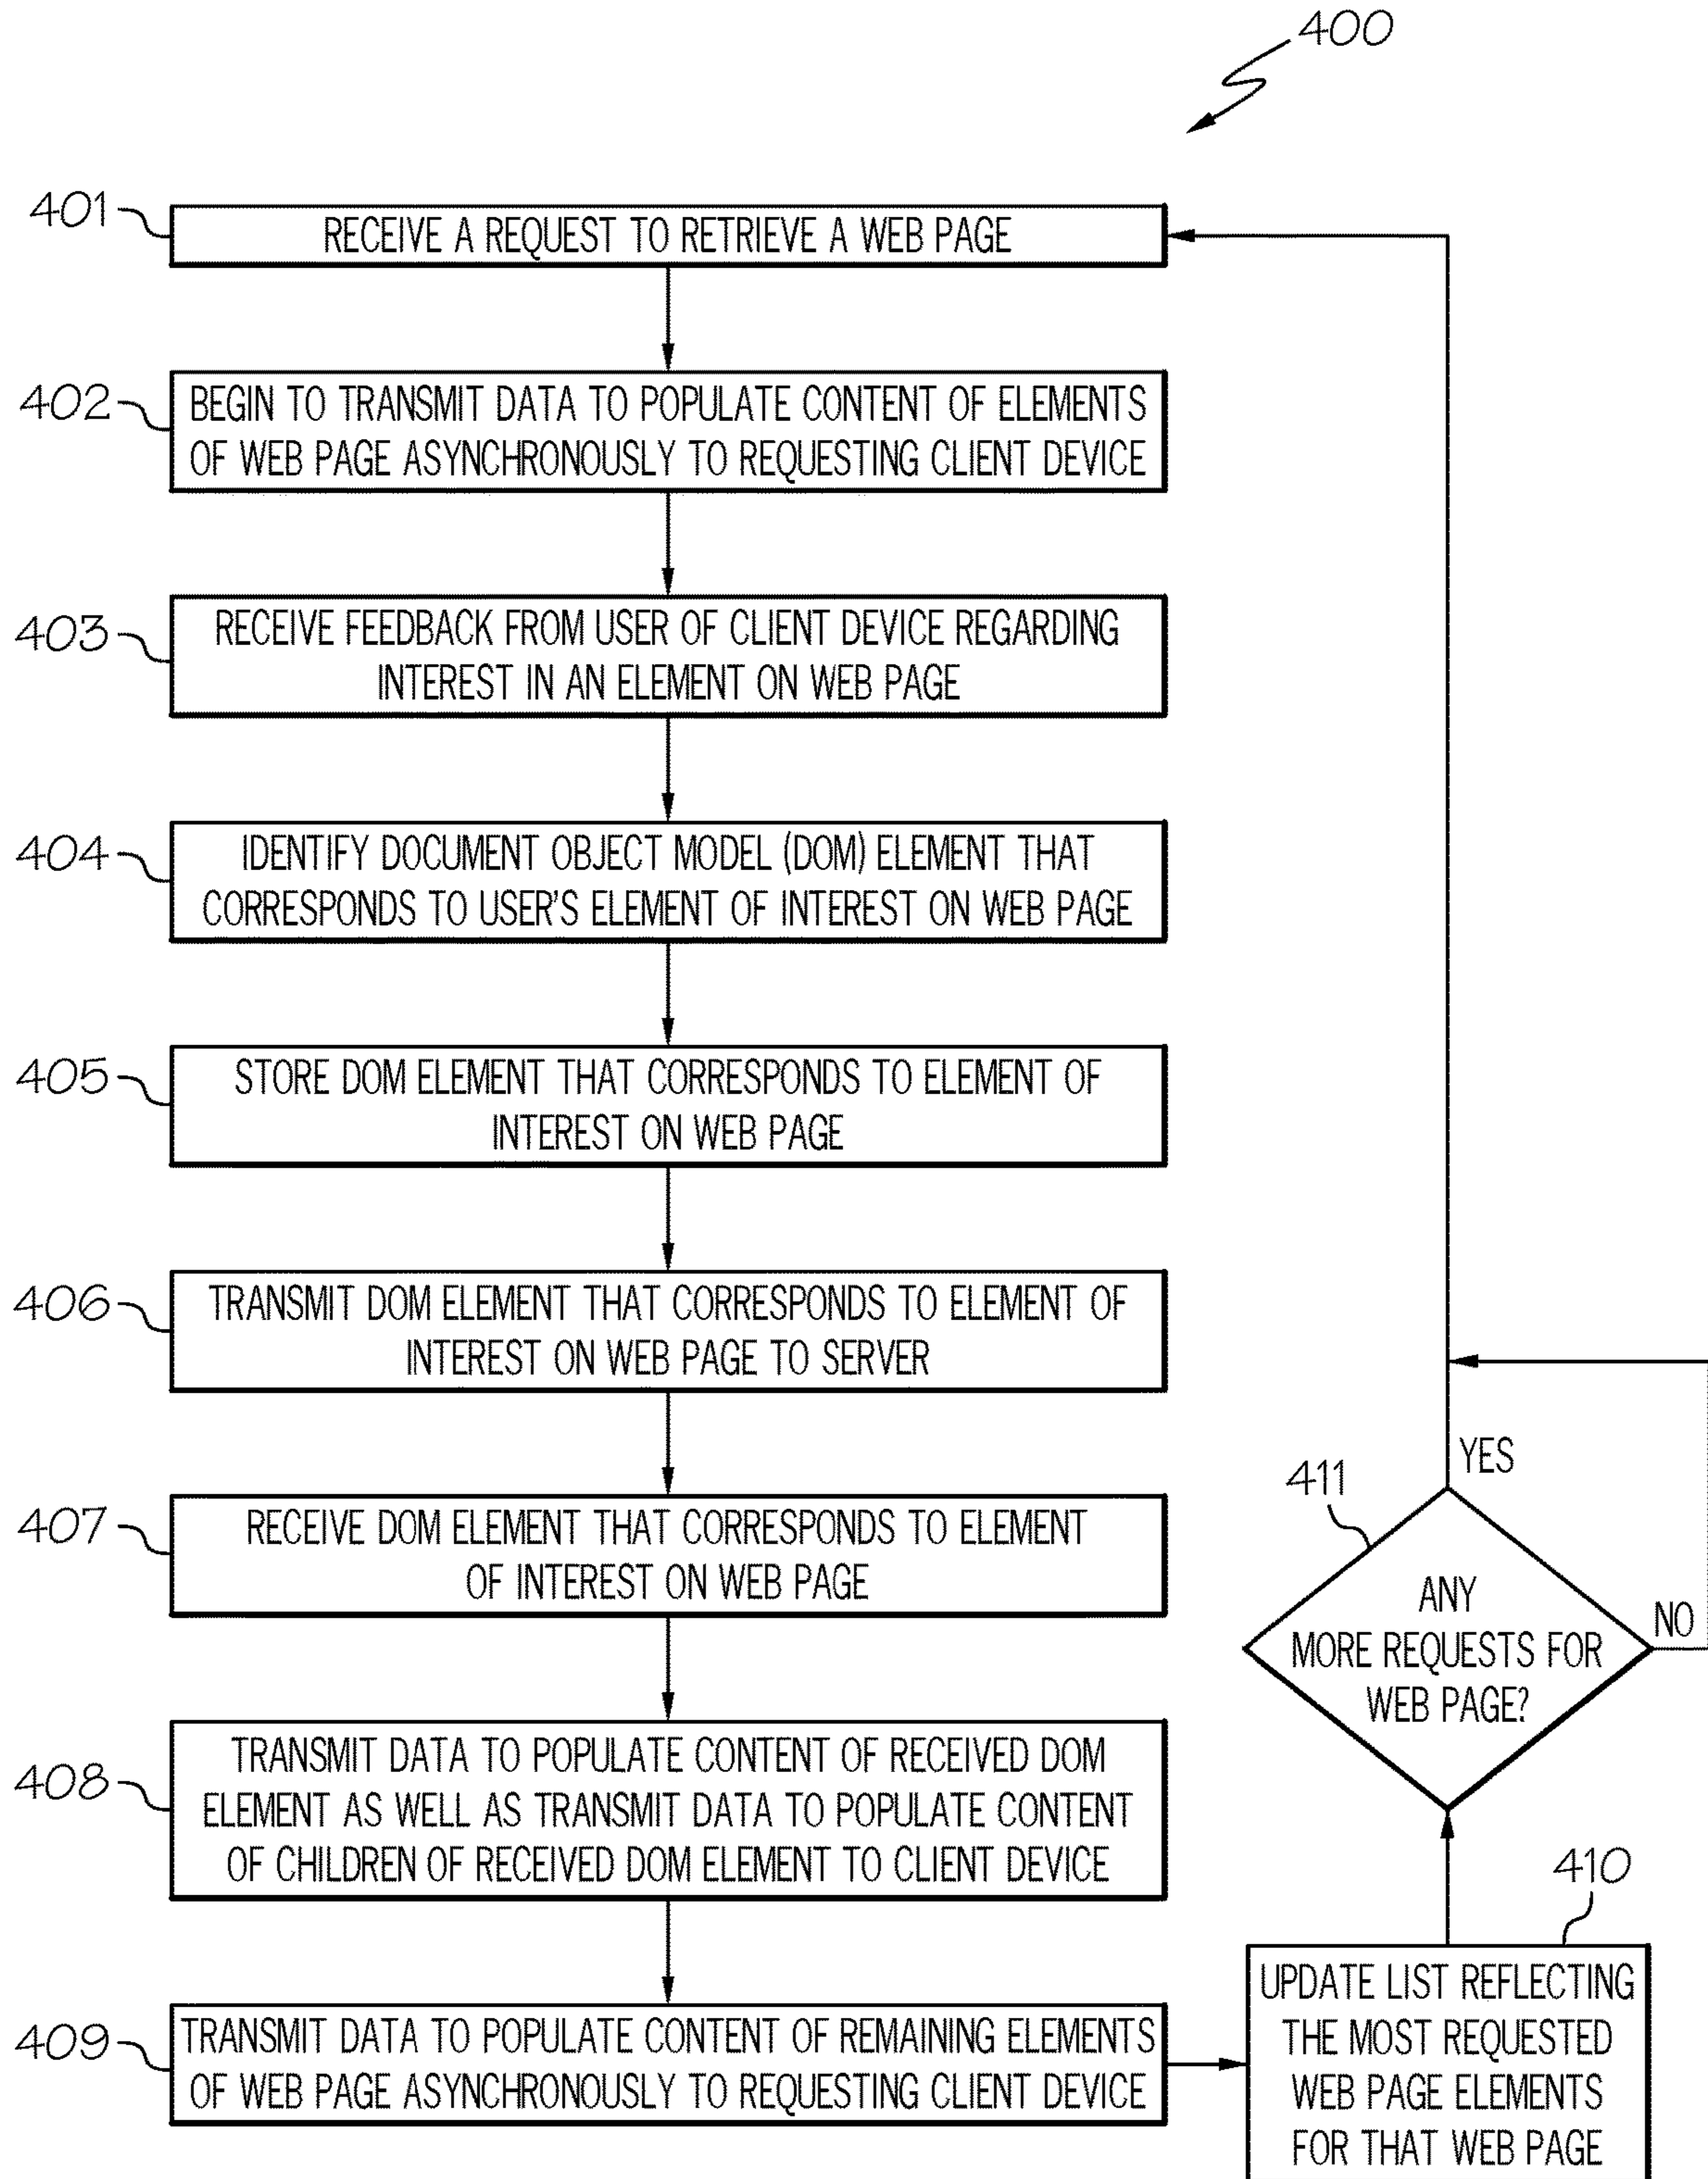 400
401
RECEIVE A REQUEST TO RETRIEVE A WEB PAGE
402
BEGIN TO TRANSMIT DATA TO POPULATE CONTENT OF ELEMENTS
OF WEB PAGE ASYNCHRONOUSLY TO REQUESTING CLIENT DEVICE
403
RECEIVE FEEDBACK FROM USER OF CLIENT DEVICE REGARDING
INTEREST IN AN ELEMENT ON WEB PAGE
404
IDENTIFY DOCUMENT OBJECT MODEL (DOM) ELEMENT THAT
CORRESPONDS TO USER'S ELEMENT OF INTEREST ON WEB PAGE
405
STORE DOM ELEMENT THAT CORRESPONDS TO ELEMENT OF
INTEREST ON WEB PAGE
406
TRANSMIT DOM ELEMENT THAT CORRESPONDS TO ELEMENT OF
INTEREST ON WEB PAGE TO SERVER
407
RECEIVE DOM ELEMENT THAT CORRESPONDS TO ELEMENT
OF INTEREST ON WEB PAGE
408
TRANSMIT DATA TO POPULATE CONTENT OF RECEIVED DOM
ELEMENT AS WELL AS TRANSMIT DATA TO POPULATE CONTENT
OF CHILDREN OF RECEIVED DOM ELEMENT TO CLIENT DEVICE
409
TRANSMIT DATA TO POPULATE CONTENT OF REMAINING ELEMENTS
OF WEB PAGE ASYNCHRONOUSLY TO REQUESTING CLIENT DEVICE
410
UPDATE LIST REFLECTING
THE MOST REQUESTED
WEB PAGE ELEMENTS
FOR THAT WEB PAGE
411
ANY
MORE REQUESTS FOR
WEB PAGE?
YES
NO